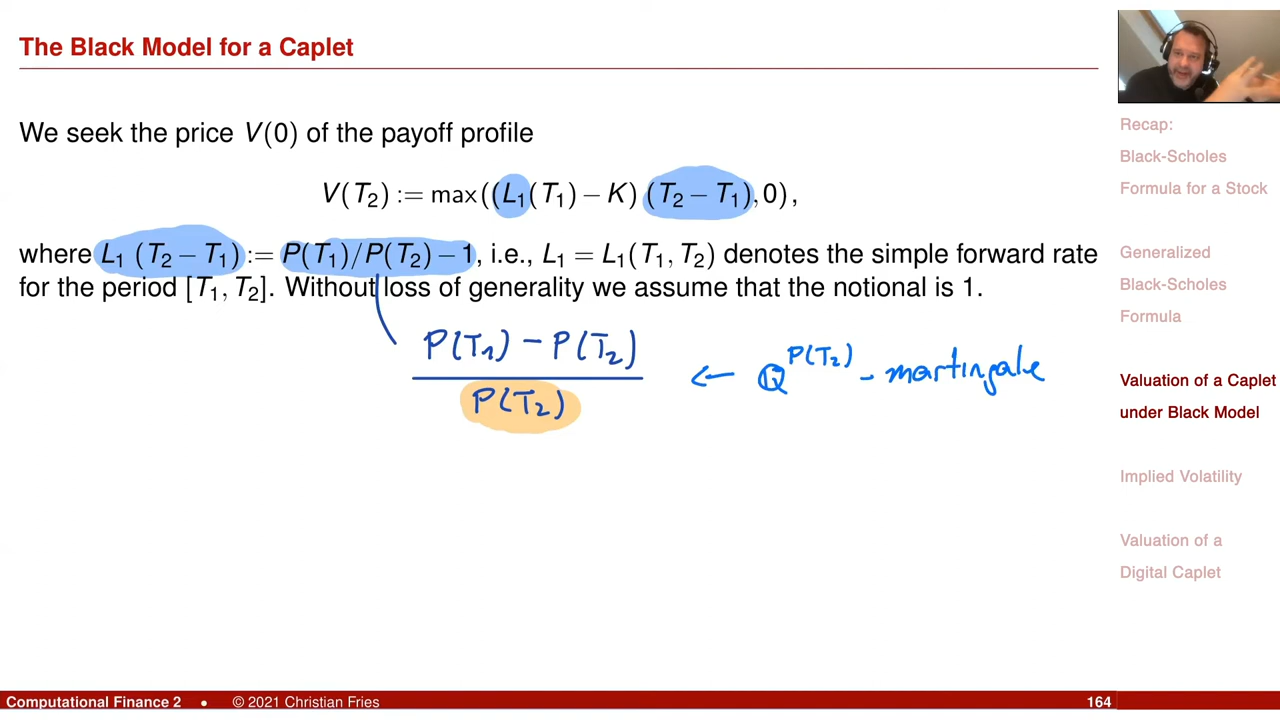 The Black Model for a Caplet
We seek the price V(0) of the payoff profile
V(T₂) := max((L₁(T₁) − K) (T₂ − T₁), 0) ,
where L₁ (T₂ − T₁) := P(T₁)/P(T₂) − 1, i.e., L₁ = L₁(T₁, T₂) denotes the simple forward rate
for the period [T₁, T₂]. Without loss of generality we assume that the notional is 1.
P(T₁) − P(T₂)
P(T₂)
← ℚ^P(T₂) - martingale
Recap:
Black-Scholes
Formula for a Stock
Generalized
Black-Scholes
Formula
Valuation of a Caplet
under Black Model
Implied Volatility
Valuation of a
Digital Caplet
Computational Finance 2 • © 2021 Christian Fries 164